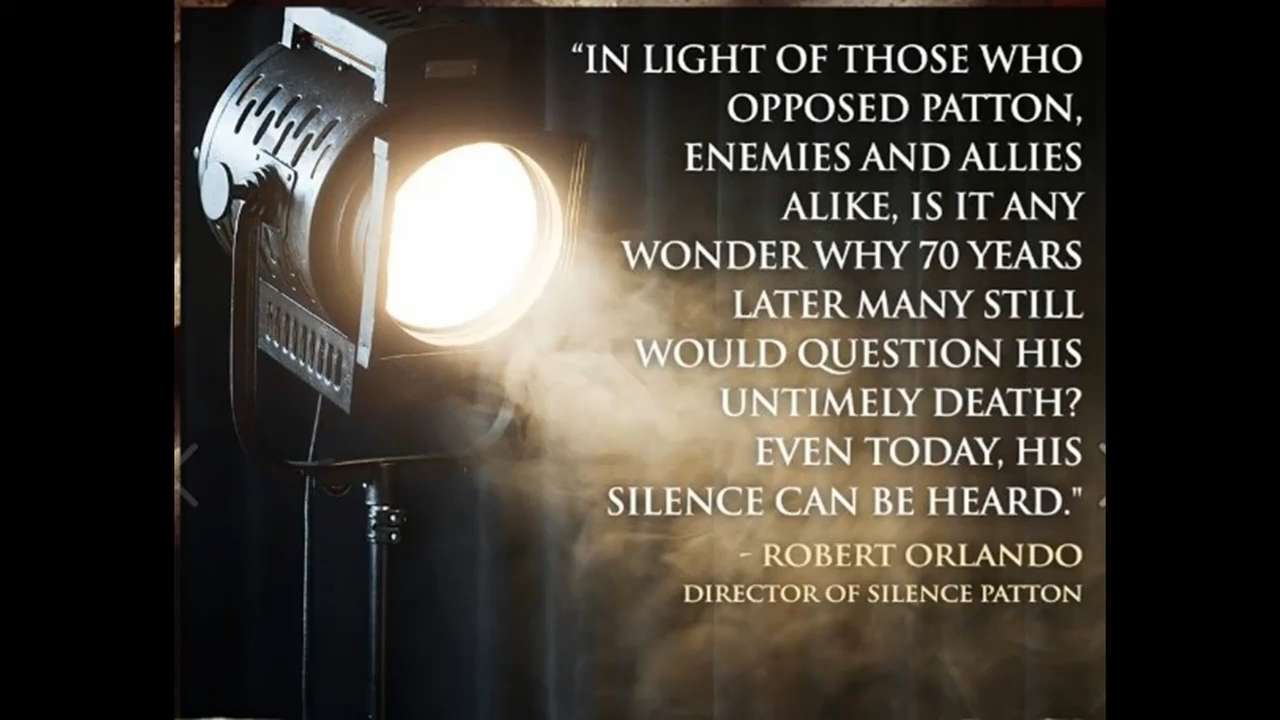 “IN LIGHT OF THOSE WHO
OPPOSED PATTON,
ENEMIES AND ALLIES
ALIKE, IS IT ANY
WONDER WHY 70 YEARS
LATER MANY STILL
WOULD QUESTION HIS
UNTIMELY DEATH?
EVEN TODAY, HIS
SILENCE CAN BE HEARD."
- ROBERT ORLANDO
DIRECTOR OF SILENCE PATTON